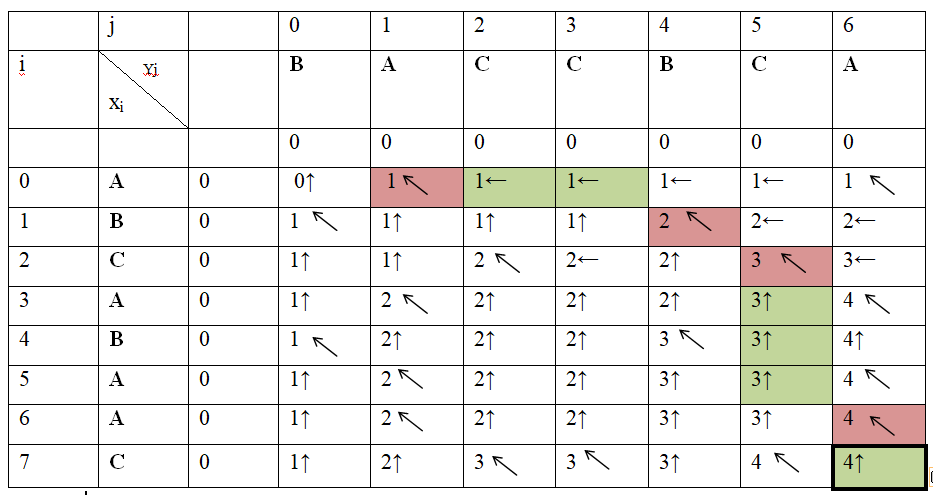 j 0 1 2 3 4 5 6
i Yj B A C C B C A
xi
0 0 0 0 0 0 0
0 A 0 0↑ 1↖ 1← 1← 1← 1← 1↖
1 B 0 1↖ 1↑ 1↑ 1↑ 2↖ 2← 2←
2 C 0 1↑ 1↑ 2↖ 2← 2↑ 3↖ 3←
3 A 0 1↑ 2↖ 2↑ 2↑ 2↑ 3↑ 4↖
4 B 0 1↖ 2↑ 2↑ 2↑ 3↖ 3↑ 4↑
5 A 0 1↑ 2↖ 2↑ 2↑ 3↑ 3↑ 4↖
6 A 0 1↑ 2↖ 2↑ 2↑ 3↑ 3↑ 4↖
7 C 0 1↑ 2↑ 3↖ 3↖ 3↑ 4↖ 4↑